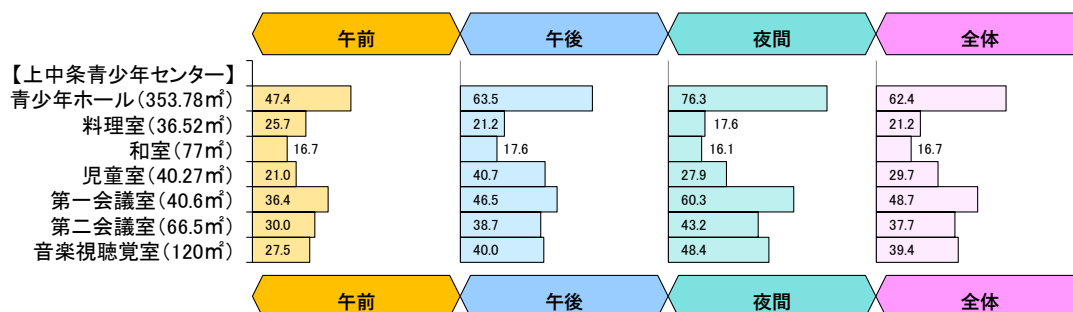 午前 午後 夜間 全体
【上中条青少年センター】
青少年ホール(353.78㎡) 47.4 63.5 76.3 62.4
料理室(36.52㎡) 25.7 21.2 17.6 21.2
和室(77㎡) 16.7 17.6 16.1 16.7
児童室(40.27㎡) 21.0 40.7 27.9 29.7
第一会議室(40.6㎡) 36.4 46.5 60.3 48.7
第二会議室(66.5㎡) 30.0 38.7 43.2 37.7
音楽視聴覚室(120㎡) 27.5 40.0 48.4 39.4
午前 午後 夜間 全体